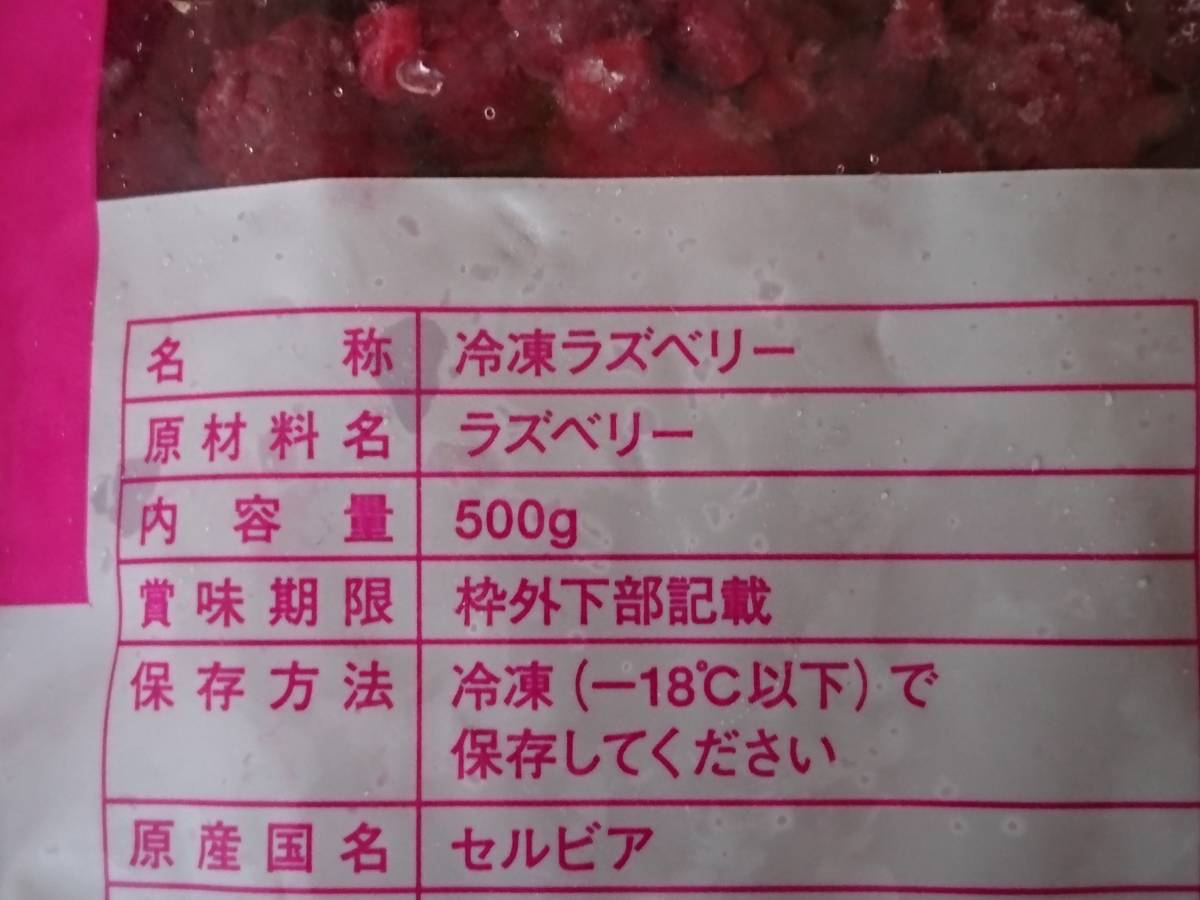 名称 冷凍ラズベリー
原材料名 ラズベリー
内容量 500g
賞味期限 枠外下部記載
保存方法 冷凍(－18℃以下)で
保存してください
原産国名 セルビア